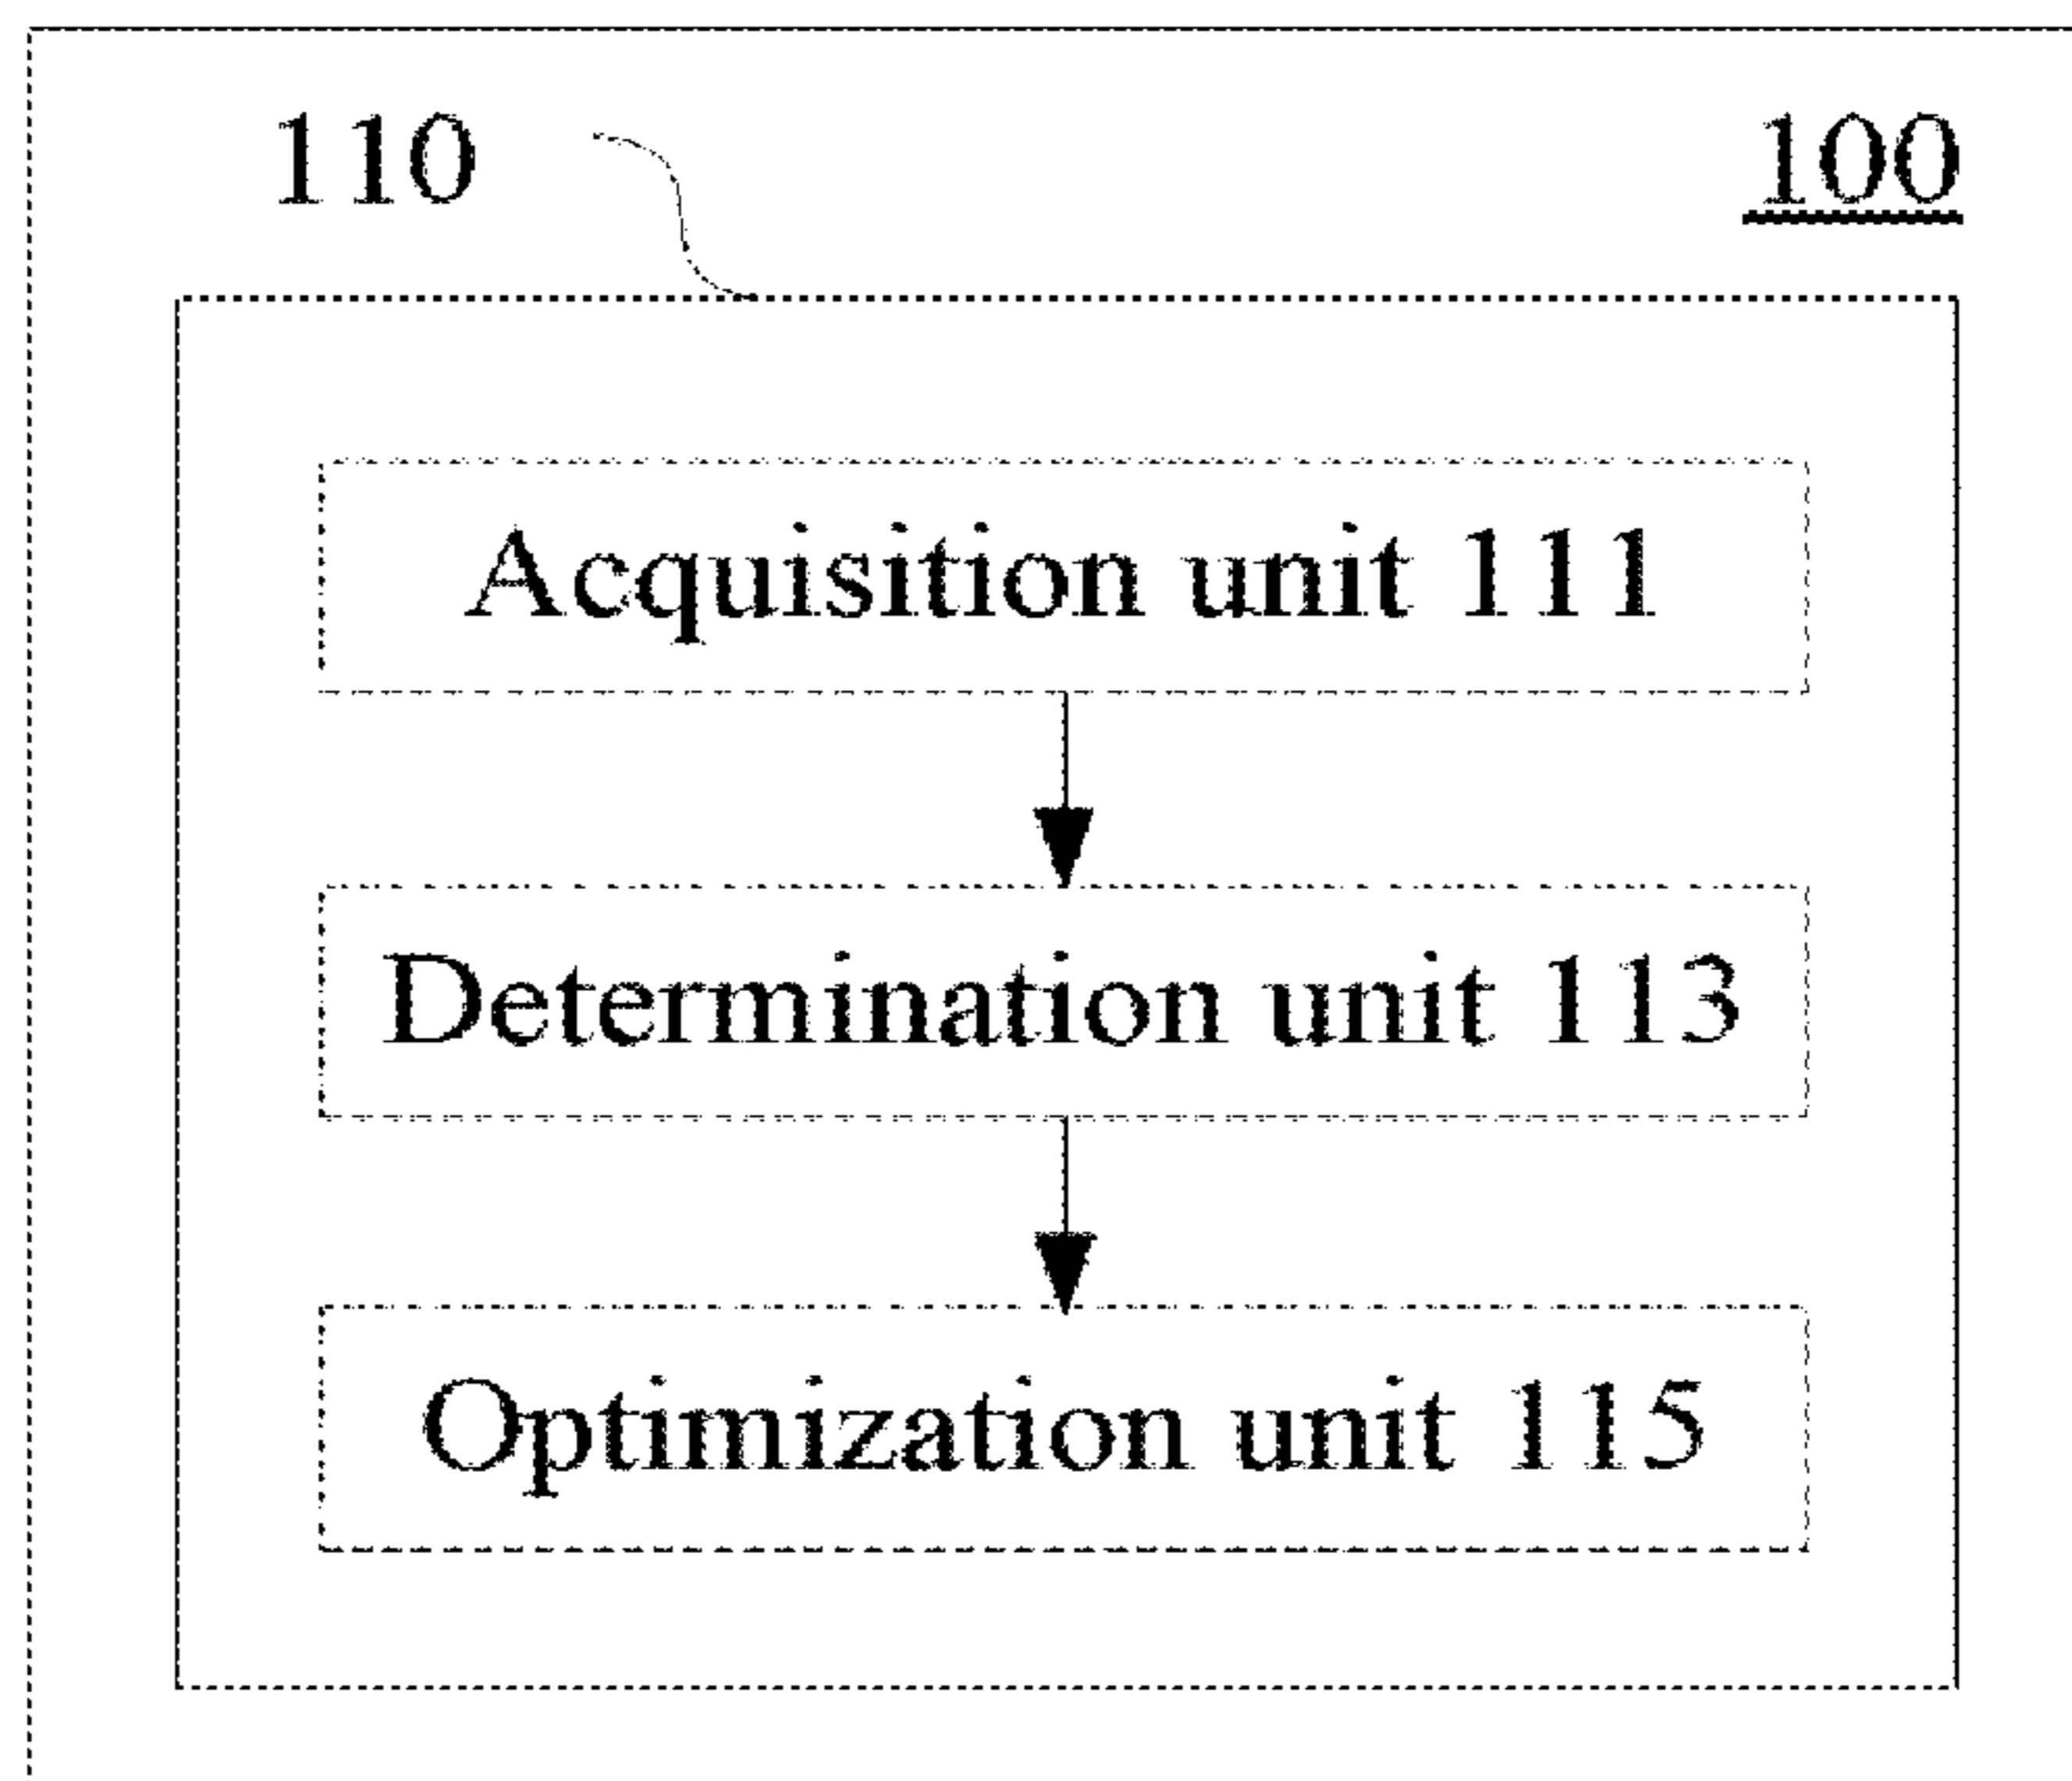 110
100
Acquisition unit 111
Determination unit 113
Optimization unit 115